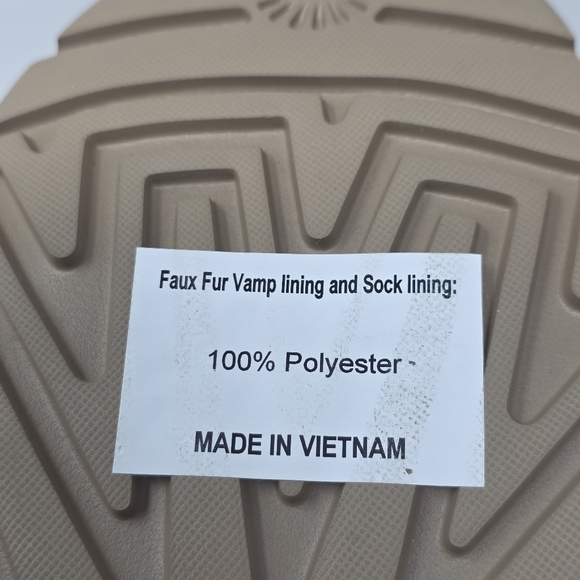 Faux Fur Vamp lining and Sock lining:
100% Polyester
MADE IN VIETNAM